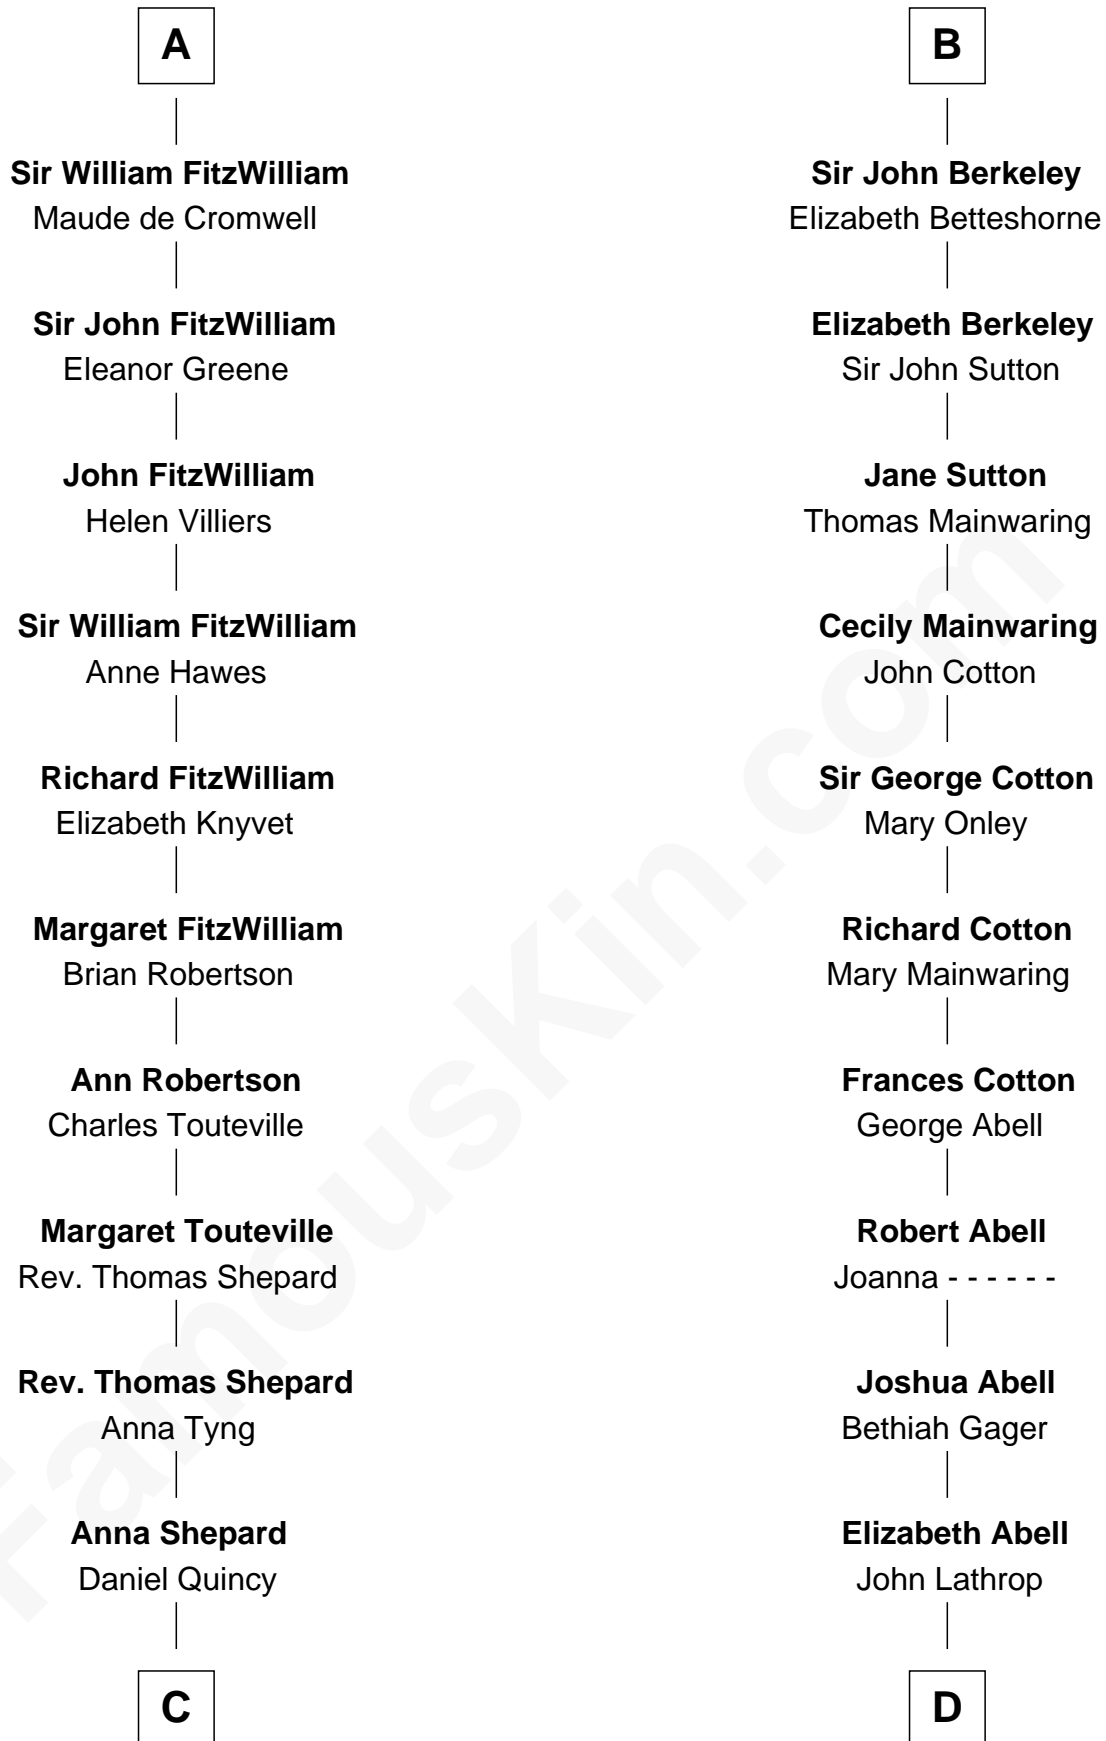 A
Sir William FitzWilliam
Maude de Cromwell
Sir John FitzWilliam
Eleanor Greene
John FitzWilliam
Helen Villiers
Sir William FitzWilliam
Anne Hawes
Richard FitzWilliam
Elizabeth Knyvet
Margaret FitzWilliam
Brian Robertson
Ann Robertson
Charles Touteville
Margaret Touteville
Rev. Thomas Shepard
Rev. Thomas Shepard
Anna Tyng
Anna Shepard
Daniel Quincy
C
B
Sir John Berkeley
Elizabeth Betteshorne
Elizabeth Berkeley
Sir John Sutton
Jane Sutton
Thomas Mainwaring
Cecily Mainwaring
John Cotton
Sir George Cotton
Mary Onley
Richard Cotton
Mary Mainwaring
Frances Cotton
George Abell
Robert Abell
Joanna - - - - - -
Joshua Abell
Bethiah Gager
Elizabeth Abell
John Lathrop
D
FamousKin.com